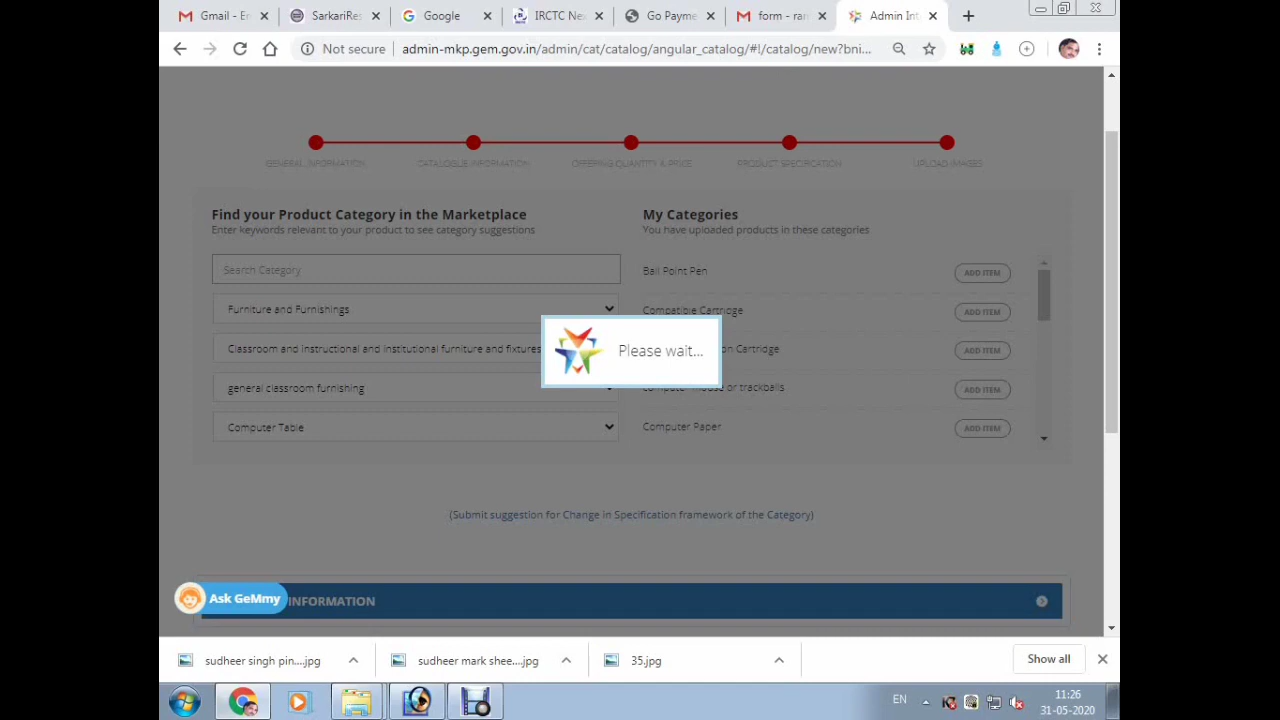 Gmail - Er
SarkariRes
Google
IRCTC Ne
Go Payme
form - ran
Admin Int
Not secure
admin-mkp.gem.gov.in/admin/cat/catalog/angular_catalog/#!/catalog/new?bni...
GENERAL INFORMATION
CATALOGUE INFORMATION
OFFERING QUANTITY & PRICE
PRODUCT SPECIFICATION
UPLOAD IMAGES
Find your Product Category in the Marketplace
Enter keywords relevant to your product to see category suggestions
Search Category
Furniture and Furnishings
Classroom and instructional and institutional furniture and fixtures
general classroom furnishing
Computer Table
My Categories
You have uploaded products in these categories
Ball Point Pen
ADD ITEM
Compatible Cartridge
ADD ITEM
Cartridge
ADD ITEM
or trackballs
ADD ITEM
Computer Paper
ADD ITEM
Please wait...
(Submit suggestion for Change in Specification framework of the Category)
Ask GeMmy
INFORMATION
sudheer singh pin....jpg
sudheer mark shee....jpg
35.jpg
Show all
EN
11:26
31-05-2020